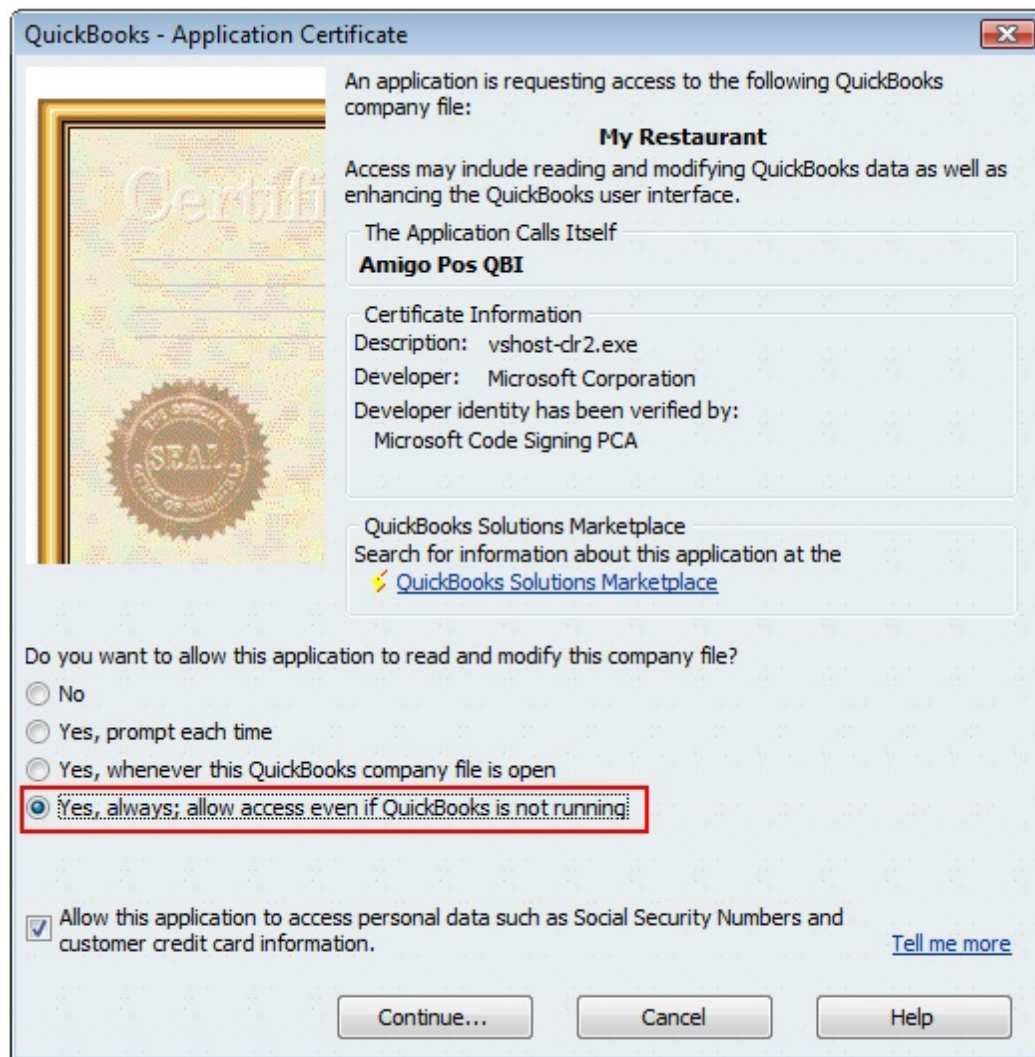 QuickBooks - Application Certificate
An application is requesting access to the following QuickBooks
company file:
My Restaurant
Access may include reading and modifying QuickBooks data as well as
enhancing the QuickBooks user interface.
The Application Calls Itself
Amigo Pos QBI
Certificate Information
Description: vshost-clr2.exe
Developer: Microsoft Corporation
Developer identity has been verified by:
Microsoft Code Signing PCA
QuickBooks Solutions Marketplace
Search for information about this application at the
QuickBooks Solutions Marketplace
Certifi
SEAL
Do you want to allow this application to read and modify this company file?
No
Yes, prompt each time
Yes, whenever this QuickBooks company file is open
Yes, always; allow access even if QuickBooks is not running
Allow this application to access personal data such as Social Security Numbers and
customer credit card information.
Tell me more
Continue...
Cancel
Help